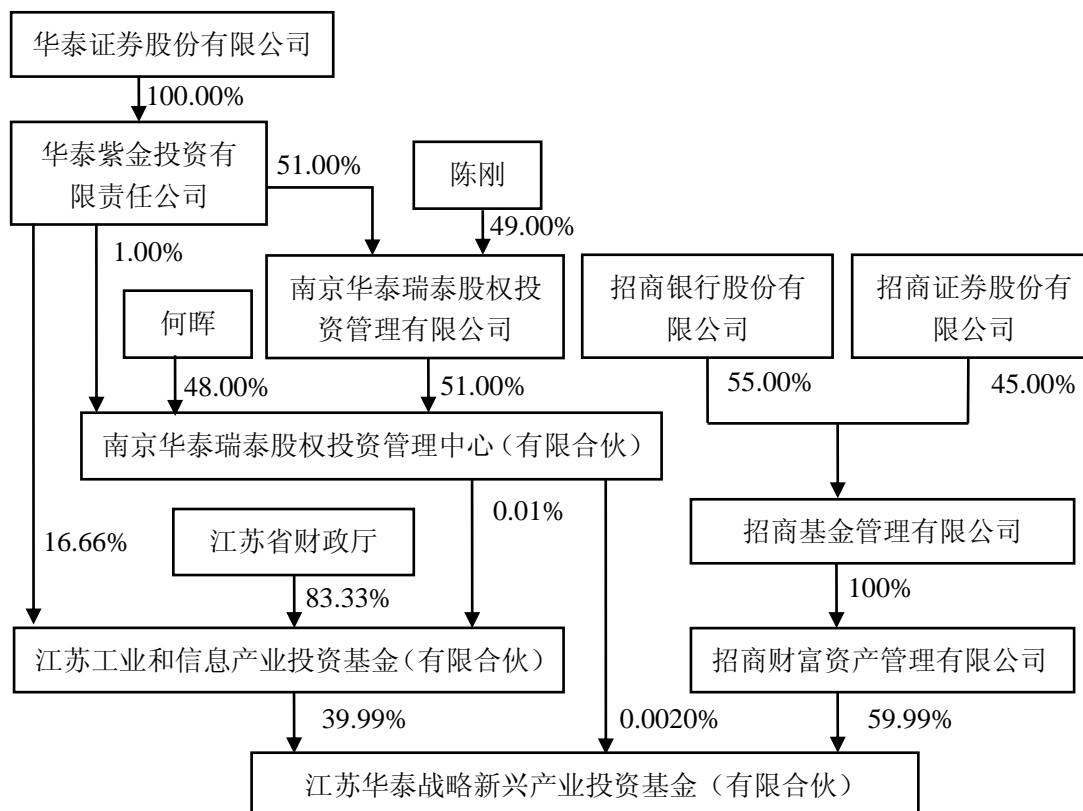 华泰证券股份有限公司
100.00%
华泰紫金投资有
限责任公司
51.00%
陈刚
49.00%
1.00%
南京华泰瑞泰股权投
资管理有限公司
招商银行股份有
限公司
招商证券股份有
限公司
何晖
48.00%
51.00%
55.00%
45.00%
南京华泰瑞泰股权投资管理中心（有限合伙）
0.01%
16.66%
江苏省财政厅
招商基金管理有限公司
83.33%
100%
江苏工业和信息产业投资基金（有限合伙）
招商财富资产管理有限公司
39.99%
0.0020%
59.99%
江苏华泰战略新兴产业投资基金（有限合伙）